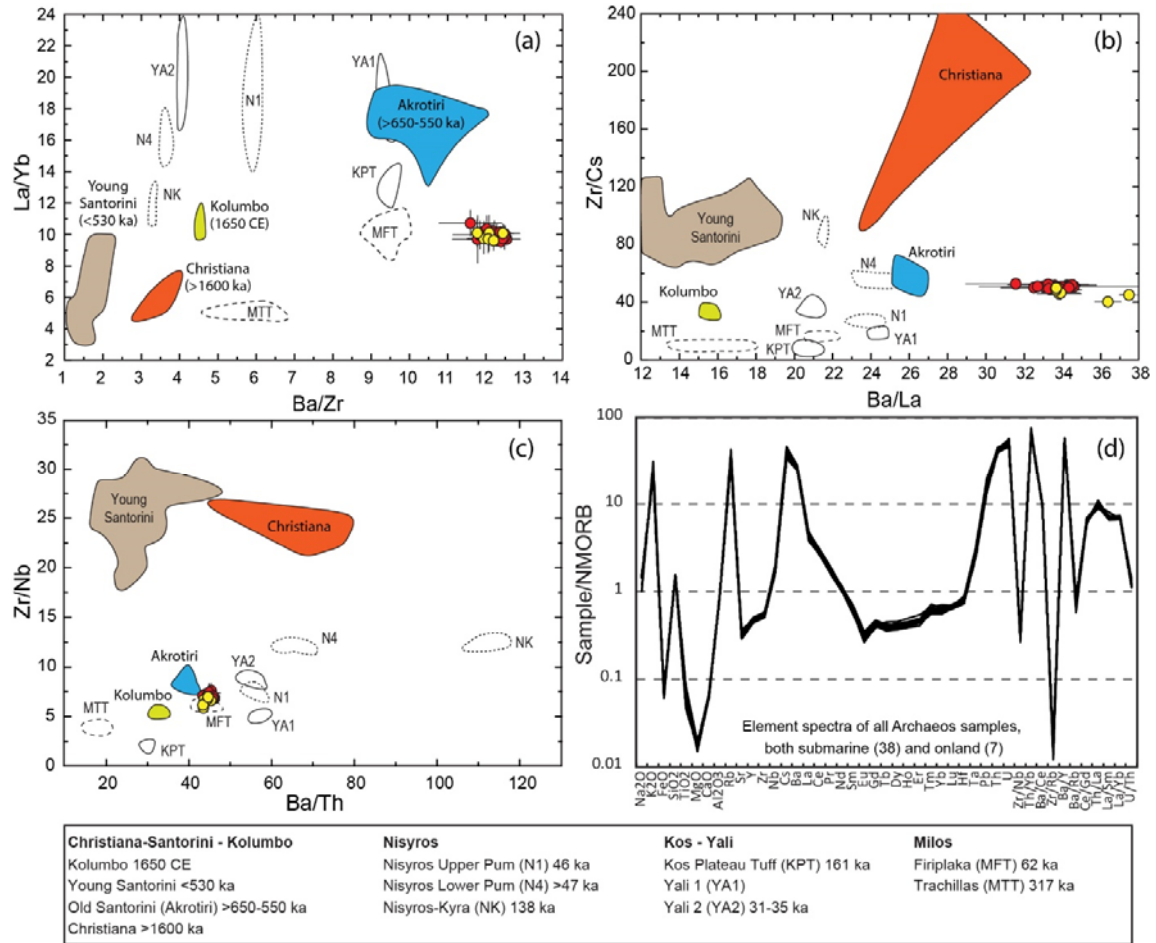 (a)
24
22
20
18
16
14
12
10
8
6
4
2
La/Yb
1 2 3 4 5 6 7 8 9 10 11 12 13 14
Ba/Zr
YA2
N1
YA1
Akrotiri
(>650-550 ka)
N4
KPT
NK
Young
Santorini
(<530 ka)
Kolumbo
(1650 CE)
MFT
Christiana
(>1600 ka)
MTT
(b)
240
200
160
120
80
40
0
Zr/Cs
12 14 16 18 20 22 24 26 28 30 32 34 36 38
Ba/La
Christiana
Young
Santorini
NK
N4
Akrotiri
Kolumbo
YA2
N1
MTT
MFT
YA1
KPT
(c)
35
30
25
20
15
10
5
0
Zr/Nb
0 20 40 60 80 100 120
Ba/Th
Young
Santorini
Christiana
N4
NK
Akrotiri
YA2
Kolumbo
N1
MTT
MFT
YA1
KPT
(d)
100
10
1
0.1
0.01
Sample/NMORB
Element spectra of all Archaeos samples,
both submarine (38) and onland (7)
Na2O
K2O
FeO
SiO2
TiO2
MgO
CaO
Al2O3
Rb
Sr
Y
Zr
Nb
Cs
Ba
La
Ce
Pr
Nd
Sm
Eu
Gd
Tb
Dy
Ho
Er
Tm
Yb
Lu
Hf
Ta
Pb
Th
U
Zr/Nb
Th/Yb
Ba/Ce
Zr/Rb
Ba/Y
Ba/Rb
Ce/Gd
Th/La
La/Sm
La/Yb
U/Th
Christiana-Santorini - Kolumbo
Kolumbo 1650 CE
Young Santorini <530 ka
Old Santorini (Akrotiri) >650-550 ka
Christiana >1600 ka
Nisyros
Nisyros Upper Pum (N1) 46 ka
Nisyros Lower Pum (N4) >47 ka
Nisyros-Kyra (NK) 138 ka
Kos - Yali
Kos Plateau Tuff (KPT) 161 ka
Yali 1 (YA1)
Yali 2 (YA2) 31-35 ka
Milos
Firiplaka (MFT) 62 ka
Trachillas (MTT) 317 ka